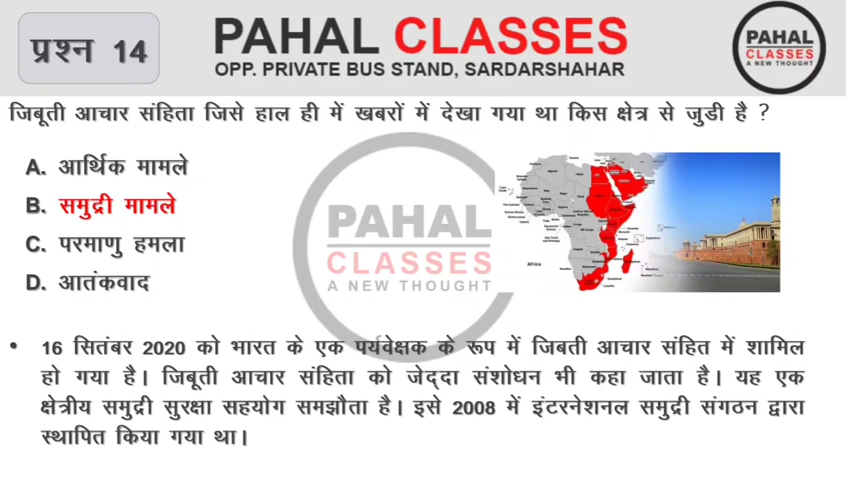 प्रश्न 14
PAHAL CLASSES
OPP. PRIVATE BUS STAND, SARDARSHAHAR
PAHAL
CLASSES
A NEW THOUGHT
जिबूती आचार संहिता जिसे हाल ही में खबरों में देखा गया था किस क्षेत्र से जुडी है ?
A. आर्थिक मामले
B. समुद्री मामले
C. परमाणु हमला
D. आतंकवाद
PAHAL
CLASSES
A NEW THOUGHT
Africa
• 16 सितंबर 2020 को भारत के एक पर्यवेक्षक के रूप में जिबती आचार संहित में शामिल
हो गया है। जिबूती आचार संहिता को जेद्दा संशोधन भी कहा जाता है। यह एक
क्षेत्रीय समुद्री सुरक्षा सहयोग समझौता है। इसे 2008 में इंटरनेशनल समुद्री संगठन द्वारा
स्थापित किया गया था।